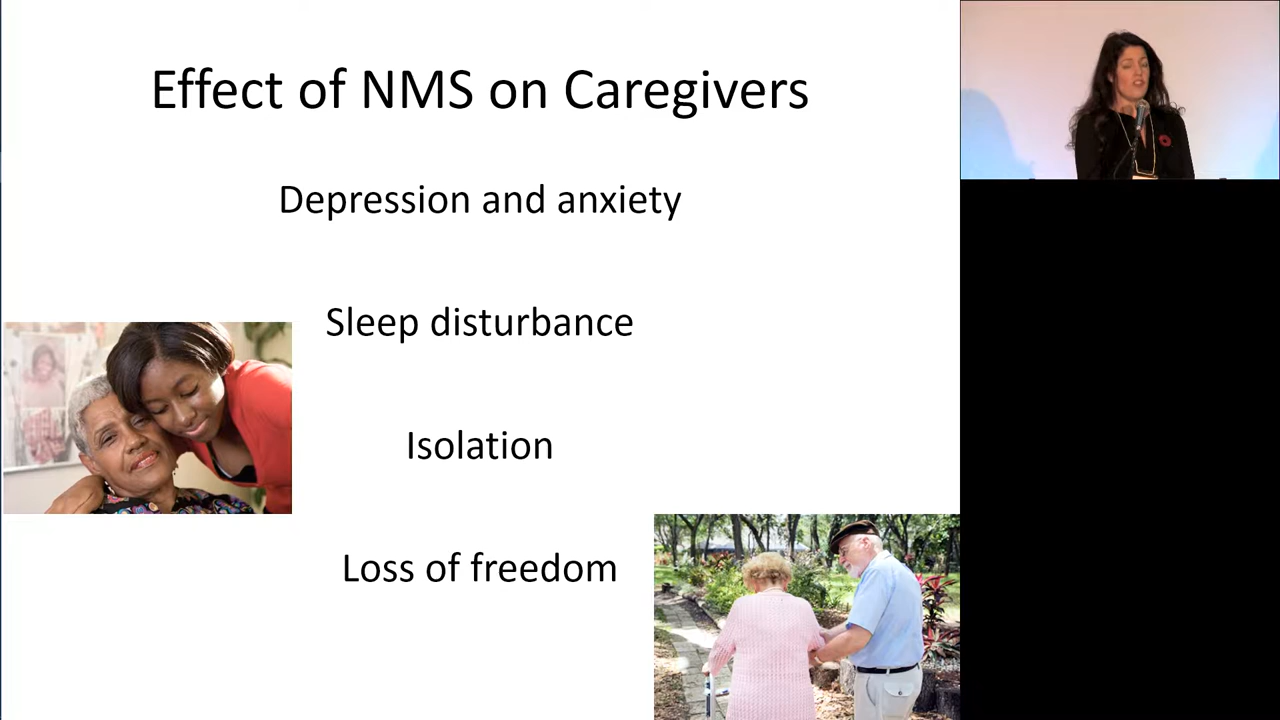 Effect of NMS on Caregivers
Depression and anxiety
Sleep disturbance
Isolation
Loss of freedom